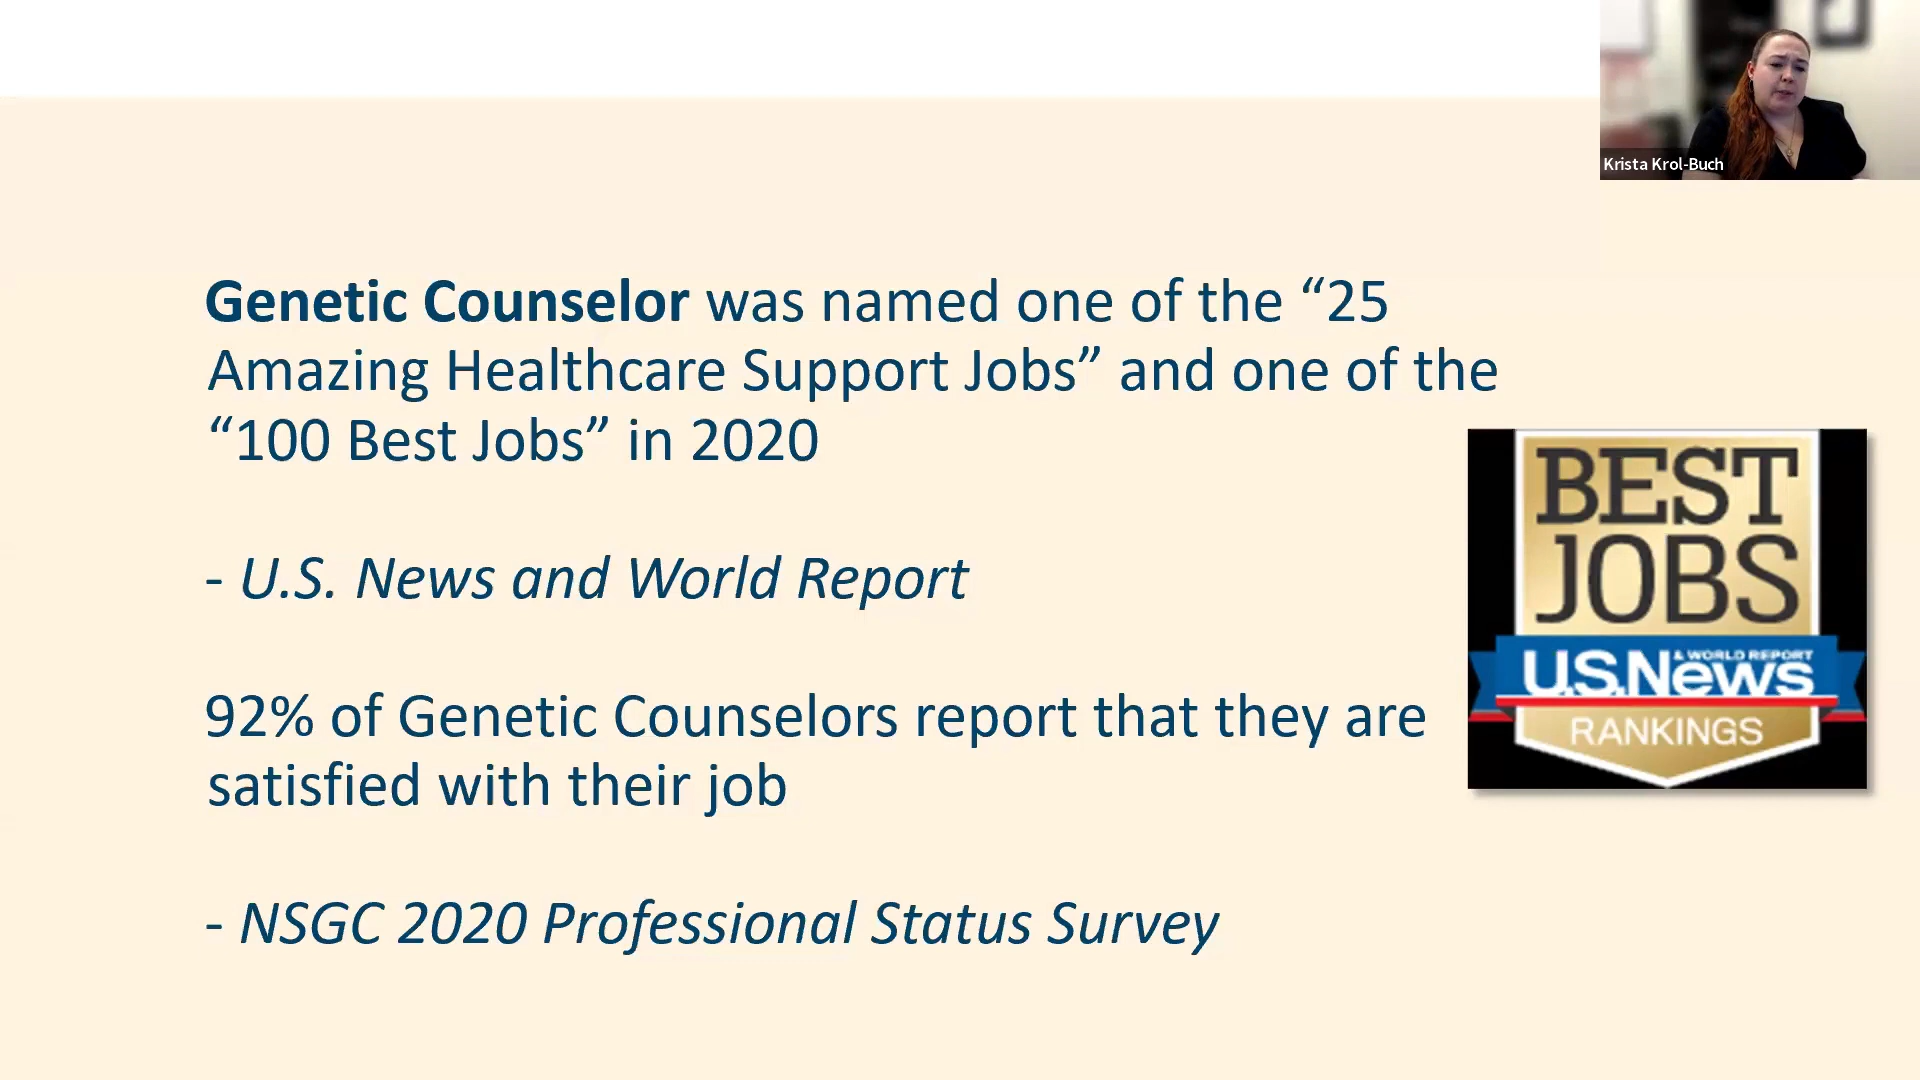 Krista Krol-Buch
Genetic Counselor was named one of the “25
Amazing Healthcare Support Jobs” and one of the
“100 Best Jobs” in 2020
- U.S. News and World Report
92% of Genetic Counselors report that they are
satisfied with their job
- NSGC 2020 Professional Status Survey
BEST
JOBS
U.S.News & WORLD REPORT
RANKINGS